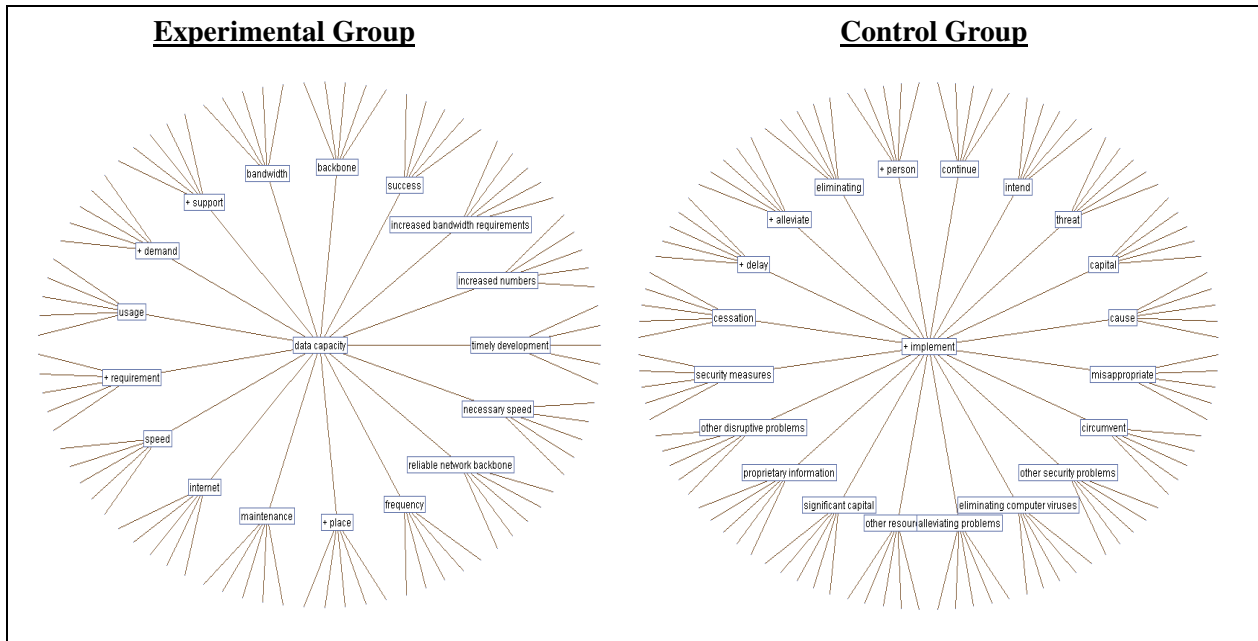 Experimental Group
bandwidth
backbone
success
+ support
increased bandwidth requirements
+ demand
increased numbers
usage
data capacity
timely development
+ requirement
necessary speed
speed
reliable network backbone
internet
frequency
maintenance
+ place
Control Group
+ person
continue
eliminating
intend
+ alleviate
threat
+ delay
capital
cessation
cause
+ implement
security measures
misappropriate
other disruptive problems
circumvent
proprietary information
other security problems
significant capital
eliminating computer viruses
other resour
alleviating problems